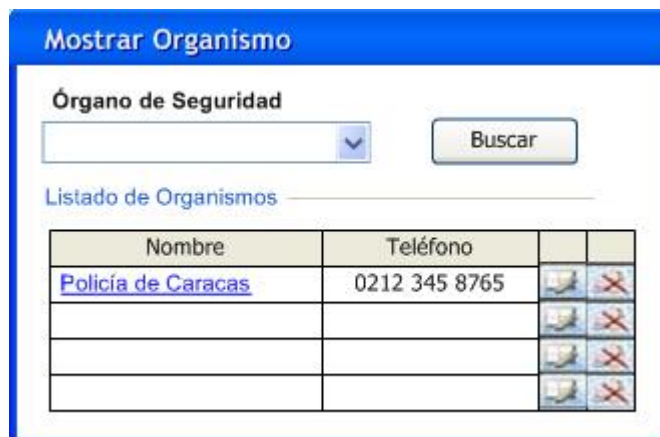 Mostrar Organismo
Órgano de Seguridad
Buscar
Listado de Organismos
Nombre Teléfono
Policía de Caracas 0212 345 8765